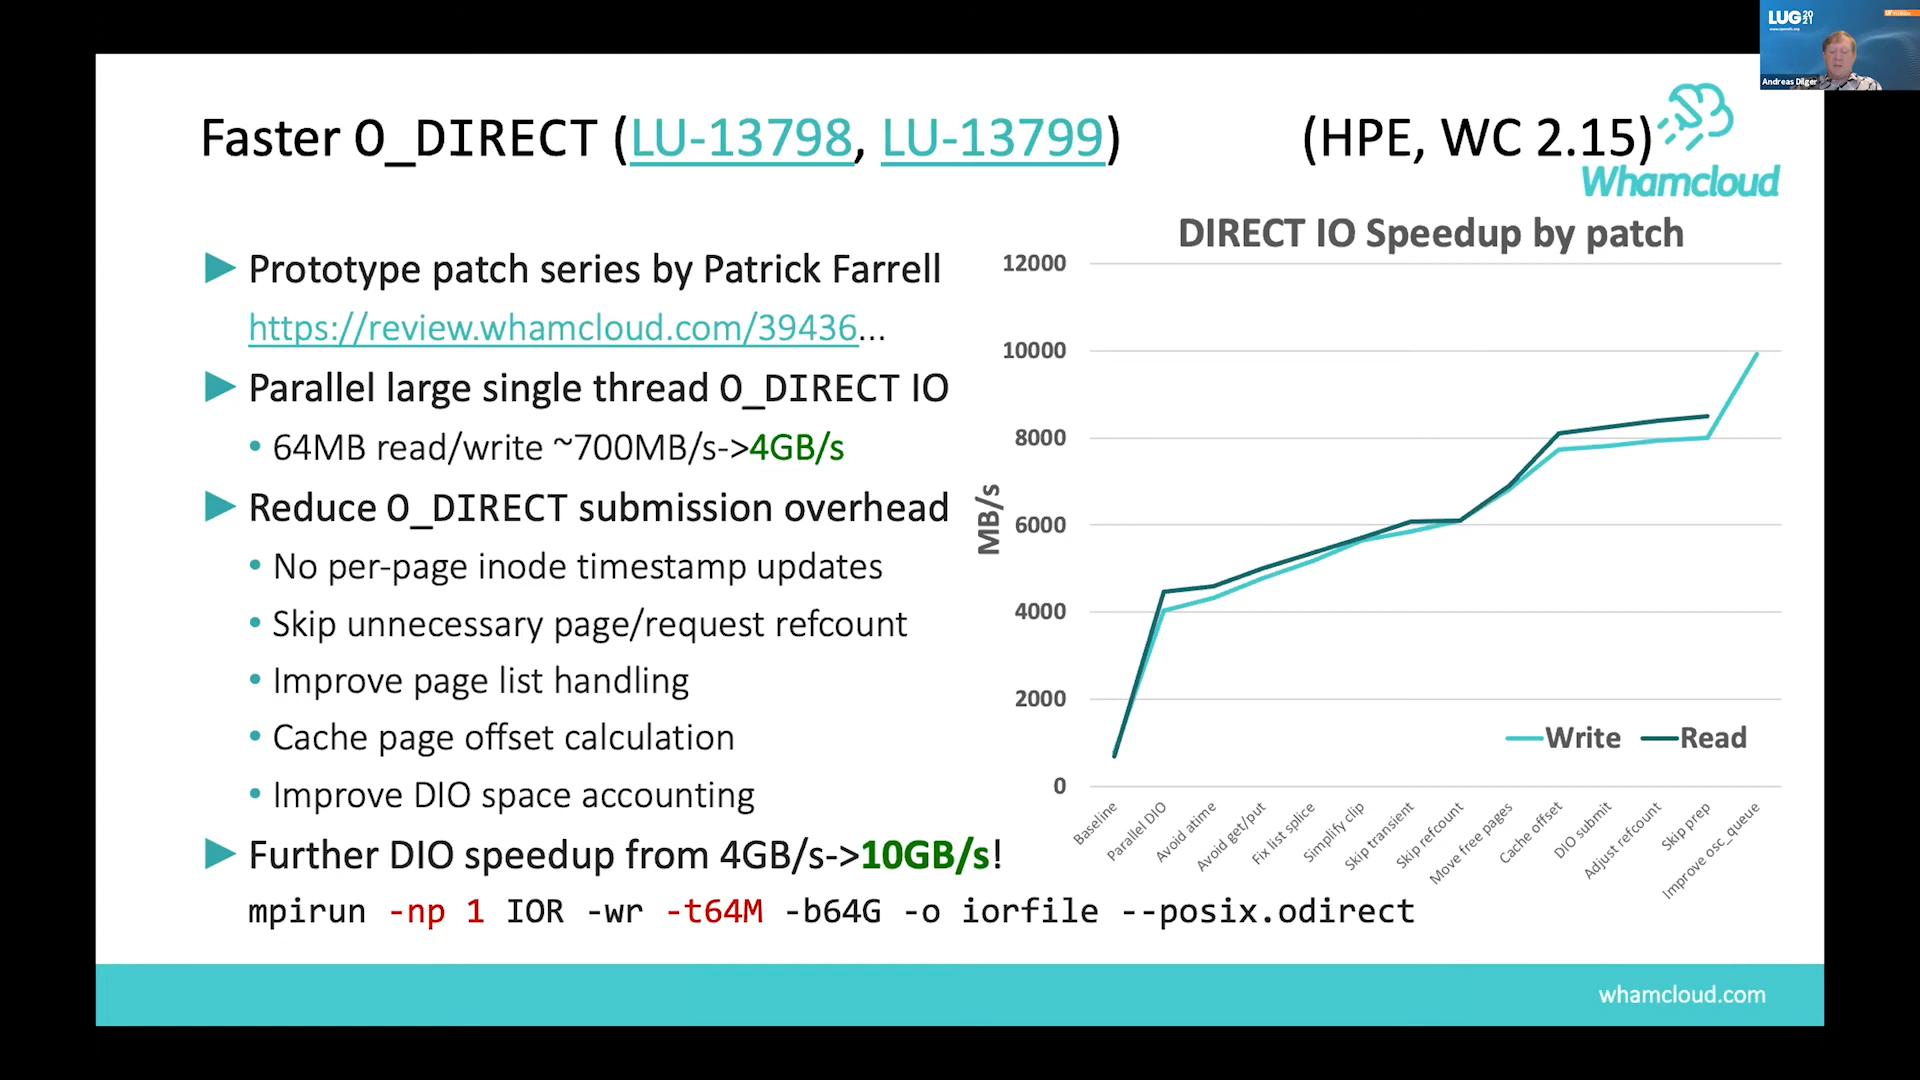 LUG 20 21
Andreas Dilger
Faster O_DIRECT (LU-13798, LU-13799) (HPE, WC 2.15)
Whamcloud
► Prototype patch series by Patrick Farrell
https://review.whamcloud.com/39436...
► Parallel large single thread O_DIRECT IO
• 64MB read/write ~700MB/s->4GB/s
► Reduce O_DIRECT submission overhead
• No per-page inode timestamp updates
• Skip unnecessary page/request refcount
• Improve page list handling
• Cache page offset calculation
• Improve DIO space accounting
► Further DIO speedup from 4GB/s->10GB/s!
mpirun -np 1 IOR -wr -t64M -b64G -o iorfile --posix.odirect
DIRECT IO Speedup by patch
MB/s
12000
10000
8000
6000
4000
2000
0
Write Read
Baseline
Parallel DIO
Avoid atime
Avoid get/put
Fix list splice
Simplify clip
Skip transient
Skip refcount
Move free pages
Cache offset
DIO submit
Adjust refcount
Skip prep
Improve osc_queue
whamcloud.com